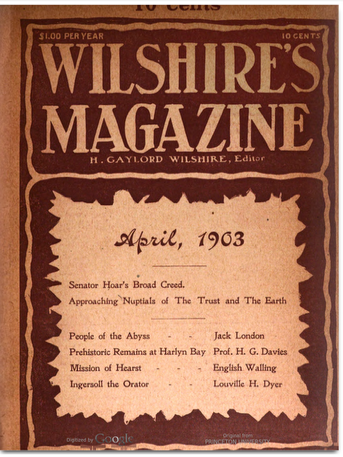 10 Cents
$1.00 PER YEAR 10 CENTS
WILSHIRE'S
MAGAZINE
H. GAYLORD WILSHIRE, Editor
April, 1903
Senator Hoar's Broad Creed.
Approaching Nuptials of The Trust and The Earth
People of the Abyss - - Jack London
Prehistoric Remains at Harlyn Bay Prof. H. G. Davies
Mission of Hearst - - - English Walling
Ingersoll the Orator - - Louville H. Dyer
Digitized by Google
Original from
PRINCETON UNIVERSITY